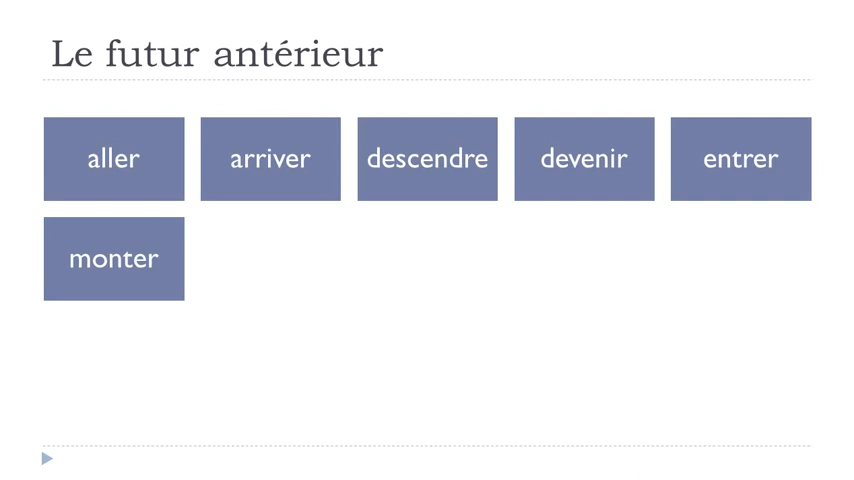 Le futur antérieur
aller
arriver
descendre
devenir
entrer
monter